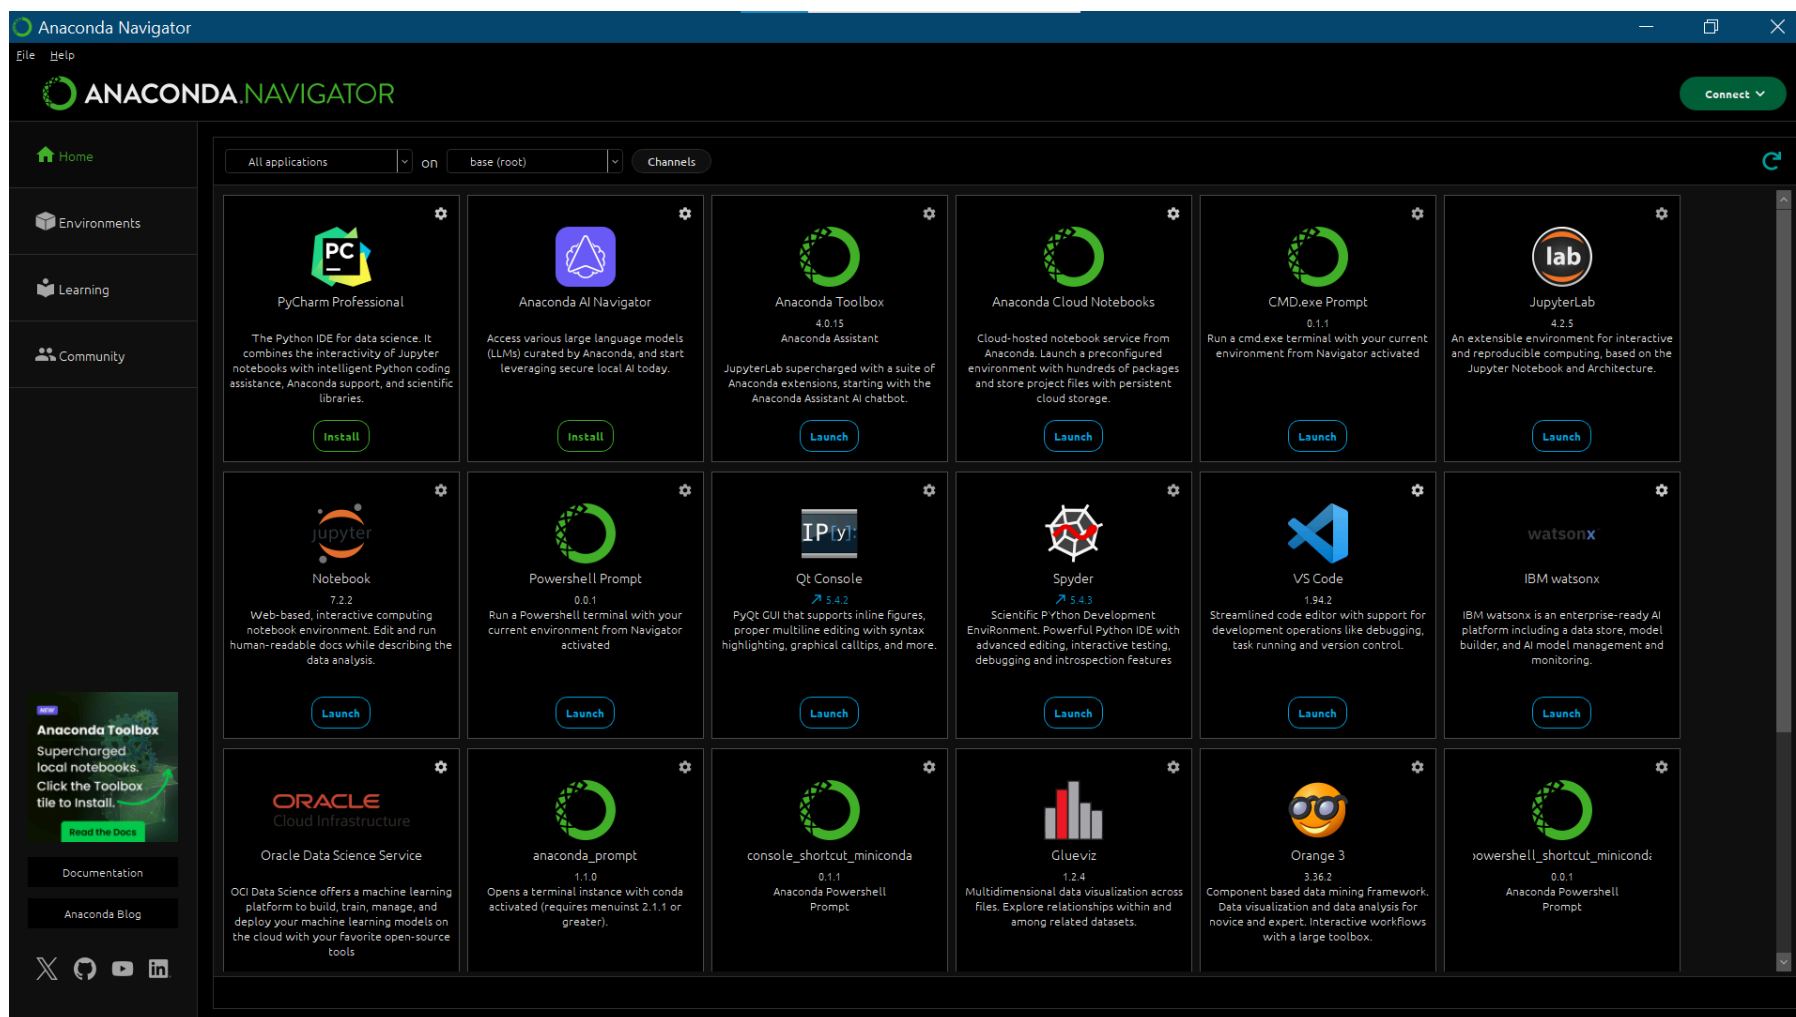 Anaconda Navigator
File Help
ANACONDA.NAVIGATOR
Connect
Home
Environments
Learning
Community
All applications on base (root) Channels
PC
PyCharm Professional
The Python IDE for data science. It
combines the interactivity of Jupyter
notebooks with intelligent Python coding
assistance, Anaconda support, and scientific
libraries.
Install
Anaconda AI Navigator
Access various large language models
(LLMs) curated by Anaconda, and start
leveraging secure local AI today.
Install
Anaconda Toolbox
4.0.15
Anaconda Assistant
JupyterLab supercharged with a suite of
Anaconda extensions, starting with the
Anaconda Assistant AI chatbot.
Launch
Anaconda Cloud Notebooks
Cloud-hosted notebook service from
Anaconda. Launch a preconfigured
environment with hundreds of packages
and store project files with persistent
cloud storage.
Launch
CMD.exe Prompt
0.1.1
Run a cmd.exe terminal with your current
environment from Navigator activated
Launch
lab
JupyterLab
4.2.5
An extensible environment for interactive
and reproducible computing, based on the
Jupyter Notebook and Architecture.
Launch
jupyter
Notebook
7.2.2
Web-based, interactive computing
notebook environment. Edit and run
human-readable docs while describing the
data analysis.
Launch
Powershell Prompt
0.0.1
Run a Powershell terminal with your
current environment from Navigator
activated
Launch
IP[y]:
Qt Console
5.4.2
PyQt GUI that supports inline figures,
proper multiline editing with syntax
highlighting, graphical calltips, and more.
Launch
Spyder
5.4.3
Scientific PYthon Development
EnviRonment. Powerful Python IDE with
advanced editing, interactive testing,
debugging and introspection features
Launch
VS Code
1.94.2
Streamlined code editor with support for
development operations like debugging,
task running and version control.
Launch
watsonx
IBM watsonx
IBM watsonx is an enterprise-ready AI
platform including a data store, model
builder, and AI model management and
monitoring.
Launch
ORACLE
Cloud Infrastructure
Oracle Data Science Service
OCI Data Science offers a machine learning
platform to build, train, manage, and
deploy your machine learning models on
the cloud with your favorite open-source
tools
anaconda_prompt
1.1.0
Opens a terminal instance with conda
activated (requires menuinst 2.1.1 or
greater).
console_shortcut_miniconda
0.1.1
Anaconda Powershell
Prompt
Glueviz
1.2.4
Multidimensional data visualization across
files. Explore relationships within and
among related datasets.
Orange 3
3.36.2
Component based data mining framework.
Data visualization and data analysis for
novice and expert. Interactive workflows
with a large toolbox.
owershell_shortcut_minicond
0.0.1
Anaconda Powershell
Prompt
NEW
Anaconda Toolbox
Supercharged
local notebooks.
Click the Toolbox
tile to Install.
Read the Docs
Documentation
Anaconda Blog
in